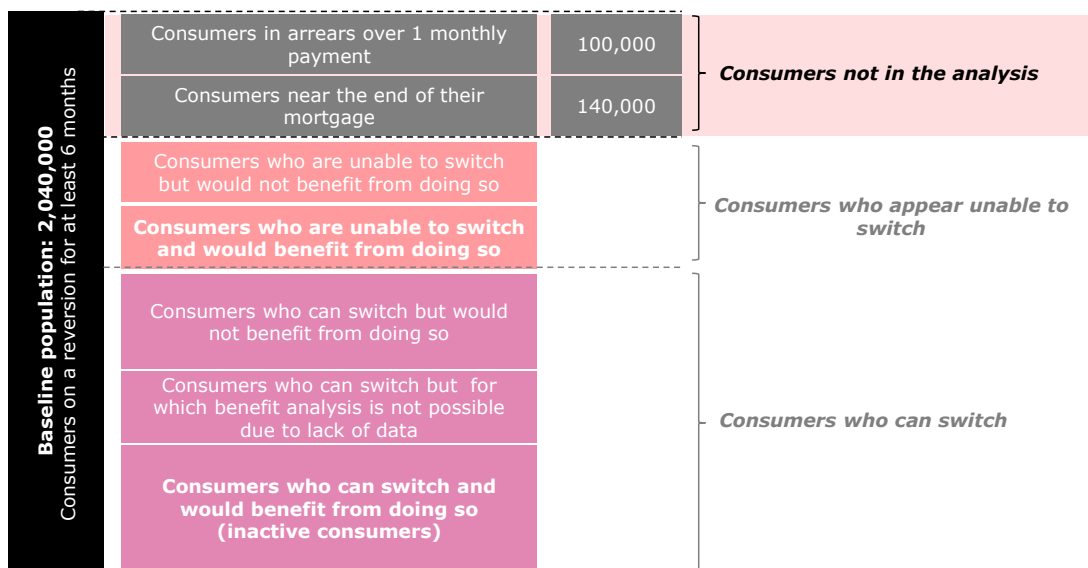 Baseline population: 2,040,000
Consumers on a reversion for at least 6 months
Consumers in arrears over 1 monthly
payment
100,000
Consumers near the end of their
mortgage
140,000
Consumers not in the analysis
Consumers who are unable to switch
but would not benefit from doing so
Consumers who are unable to switch
and would benefit from doing so
Consumers who appear unable to
switch
Consumers who can switch but would
not benefit from doing so
Consumers who can switch but for
which benefit analysis is not possible
due to lack of data
Consumers who can switch and
would benefit from doing so
(inactive consumers)
Consumers who can switch